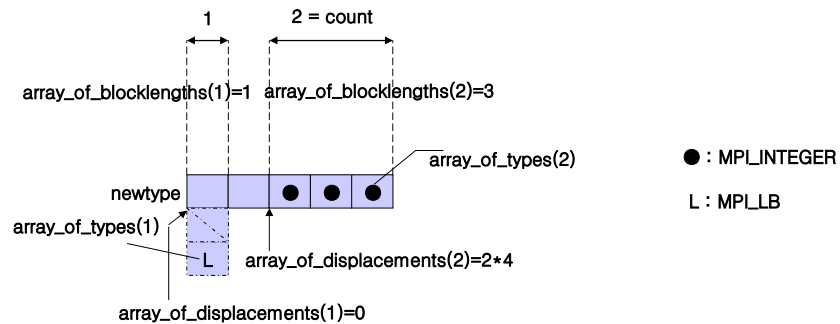 1
2 = count
array_of_blocklengths(1)=1
array_of_blocklengths(2)=3
array_of_types(2)
● : MPI_INTEGER
newtype
L : MPI_LB
array_of_types(1)
L
array_of_displacements(2)=2*4
array_of_displacements(1)=0